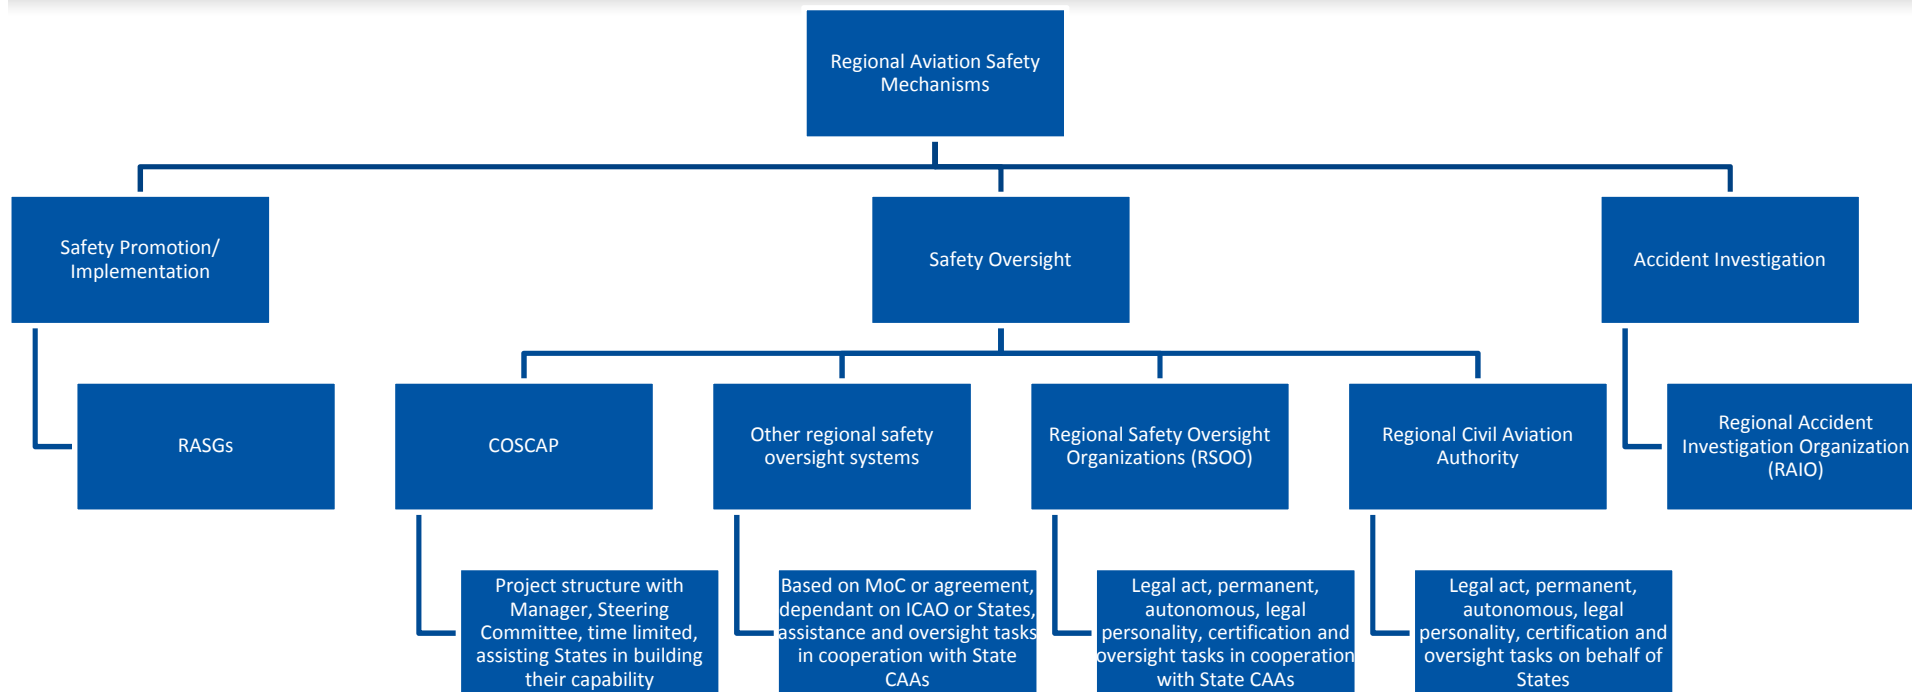 Regional Aviation Safety
Mechanisms
Safety Promotion/
Implementation
Safety Oversight
Accident Investigation
RASGs
COSCAP
Other regional safety
oversight systems
Regional Safety Oversight
Organizations (RSOO)
Regional Civil Aviation
Authority
Regional Accident
Investigation Organization
(RAIO)
Project structure with
Manager, Steering
Committee, time limited,
assisting States in building
their capability
Based on MoC or agreement,
dependant on ICAO or States,
assistance and oversight tasks
in cooperation with State
CAAs
Legal act, permanent,
autonomous, legal
personality, certification and
oversight tasks in cooperation
with State CAAs
Legal act, permanent,
autonomous, legal
personality, certification and
oversight tasks on behalf of
States